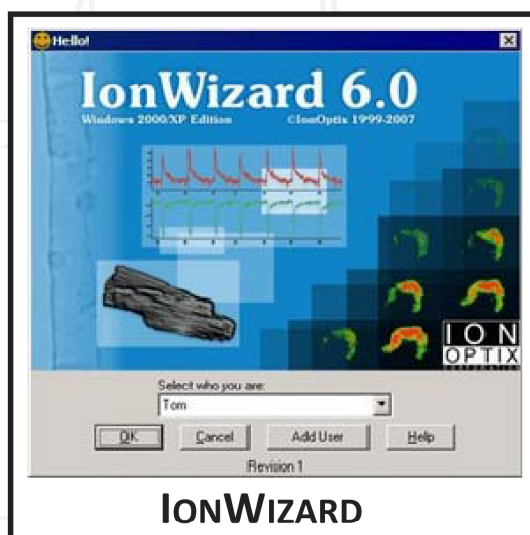 Hello!
IonWizard 6.0
Windows 2000/XP Edition ©IonOptix 1999-2007
ION
OPTIX
CORPORATION
Select who you are:
Tom
OK Cancel Add User Help
Revision 1
IONWIZARD